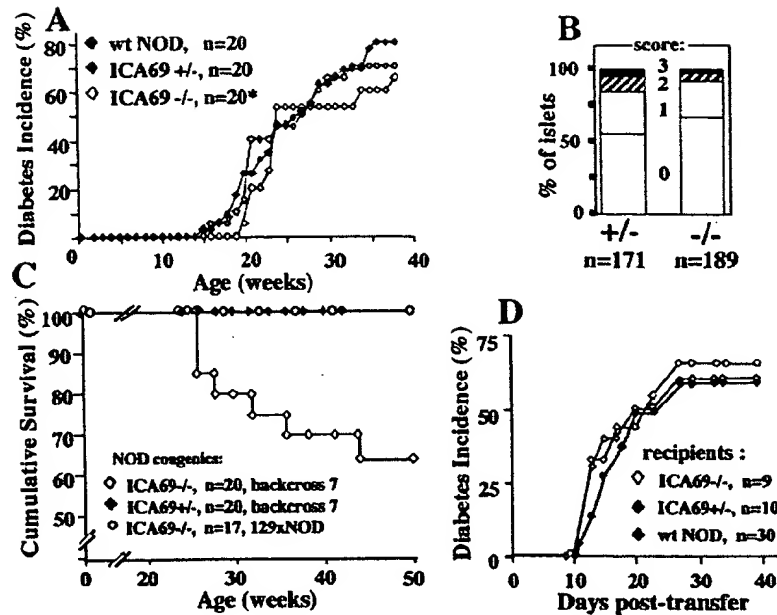 A
Diabetes Incidence (%)
80
60
40
20
wt NOD, n=20
ICA69 +/-, n=20
ICA69 -/-, n=20*
0 10 20 30 40
Age (weeks)
B
score:
% of islets
100
50
0
3
2
1
0
+/- -/-
n=171 n=189
C
Cumulative Survival (%)
100
90
80
70
60
50
NOD congenics:
ICA69-/-, n=20, backcross 7
ICA69+/-, n=20, backcross 7
ICA69-/-, n=17, 129xNOD
0 20 30 40 50
Age (weeks)
D
Diabetes Incidence (%)
75
50
25
0
recipients :
ICA69-/-, n=9
ICA69+/-, n=10
wt NOD, n=30
0 10 20 30 40
Days post-transfer